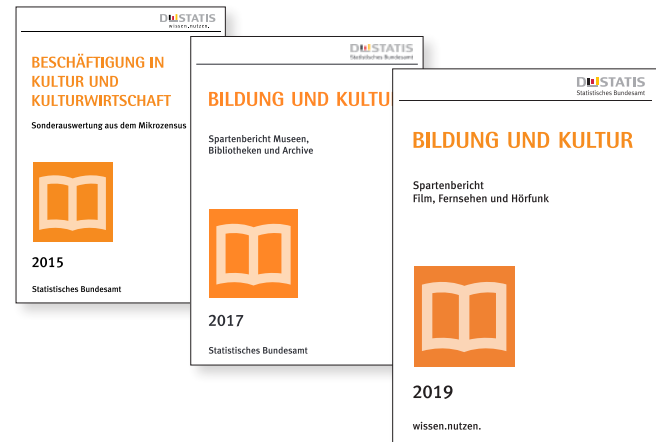 DESTATIS
wissen.nutzen.
BESCHÄFTIGUNG IN
KULTUR UND
KULTURWIRTSCHAFT
Sonderauswertung aus dem Mikrozensus
2015
Statistisches Bundesamt
DESTATIS
Statistisches Bundesamt
BILDUNG UND KULTU
Spartenbericht Museen,
Bibliotheken und Archive
2017
Statistisches Bundesamt
DESTATIS
Statistisches Bundesamt
BILDUNG UND KULTUR
Spartenbericht
Film, Fernsehen und Hörfunk
2019
wissen.nutzen.